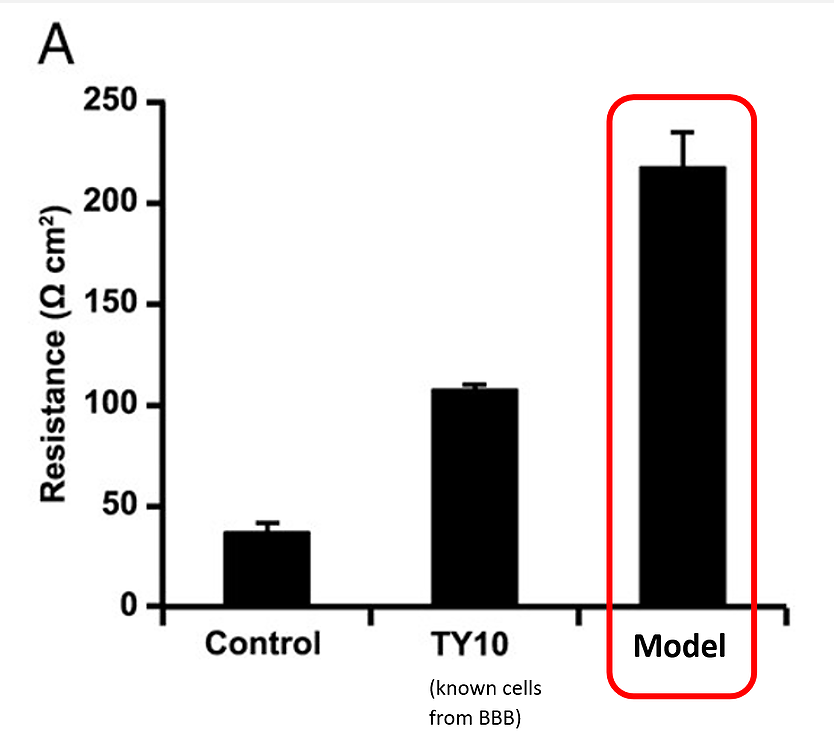 A
250
200
150
100
50
0
Resistance (Ω cm²)
Control
TY10
Model
(known cells
from BBB)